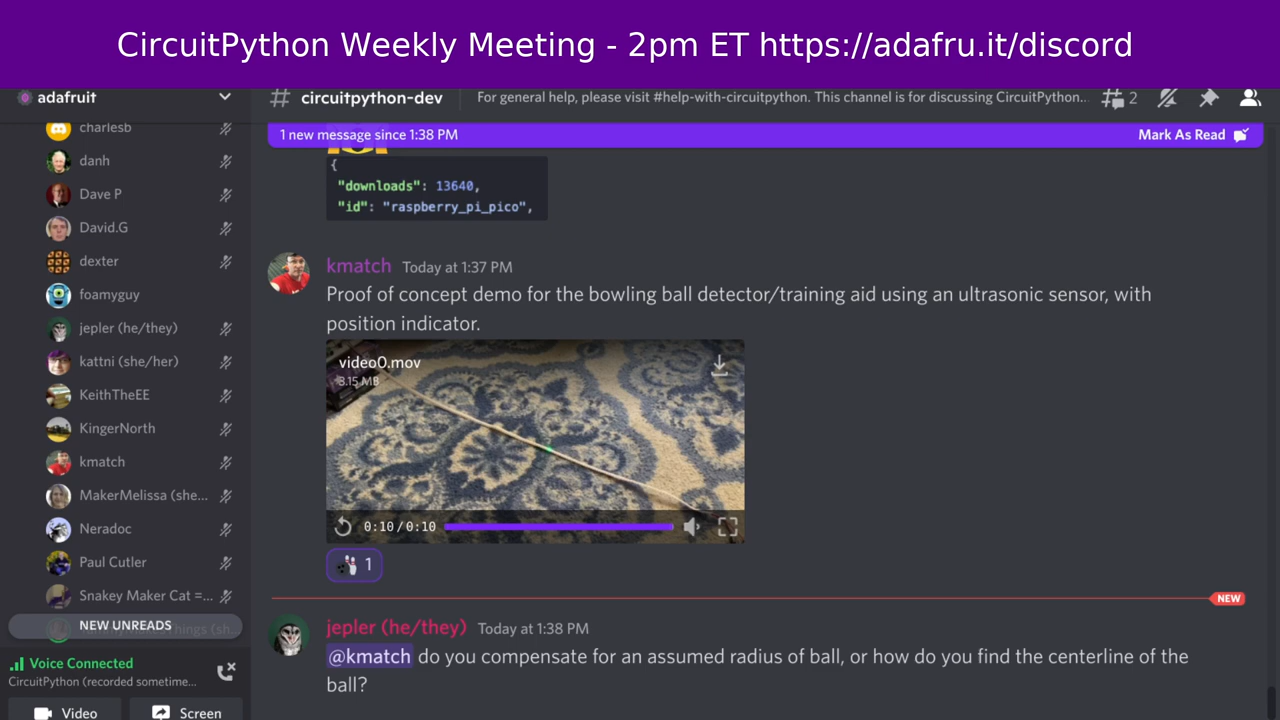 CircuitPython Weekly Meeting - 2pm ET https://adafru.it/discord
adafruit
circuitpython-dev
For general help, please visit #help-with-circuitpython. This channel is for discussing CircuitPython...
2
1 new message since 1:38 PM
Mark As Read
charlesb
danh
Dave P
David.G
dexter
foamyguy
jepler (he/they)
kattni (she/her)
KeithTheEE
KingerNorth
kmatch
MakerMelissa (she...
Neradoc
Paul Cutler
Snakey Maker Cat =...
NEW UNREADS
Voice Connected
CircuitPython (recorded sometime...
Video
Screen
{
"downloads": 13640,
"id": "raspberry_pi_pico",
kmatch Today at 1:37 PM
Proof of concept demo for the bowling ball detector/training aid using an ultrasonic sensor, with
position indicator.
video0.mov
3.15 MB
0:10/0:10
1
NEW
jepler (he/they) Today at 1:38 PM
@kmatch do you compensate for an assumed radius of ball, or how do you find the centerline of the
ball?